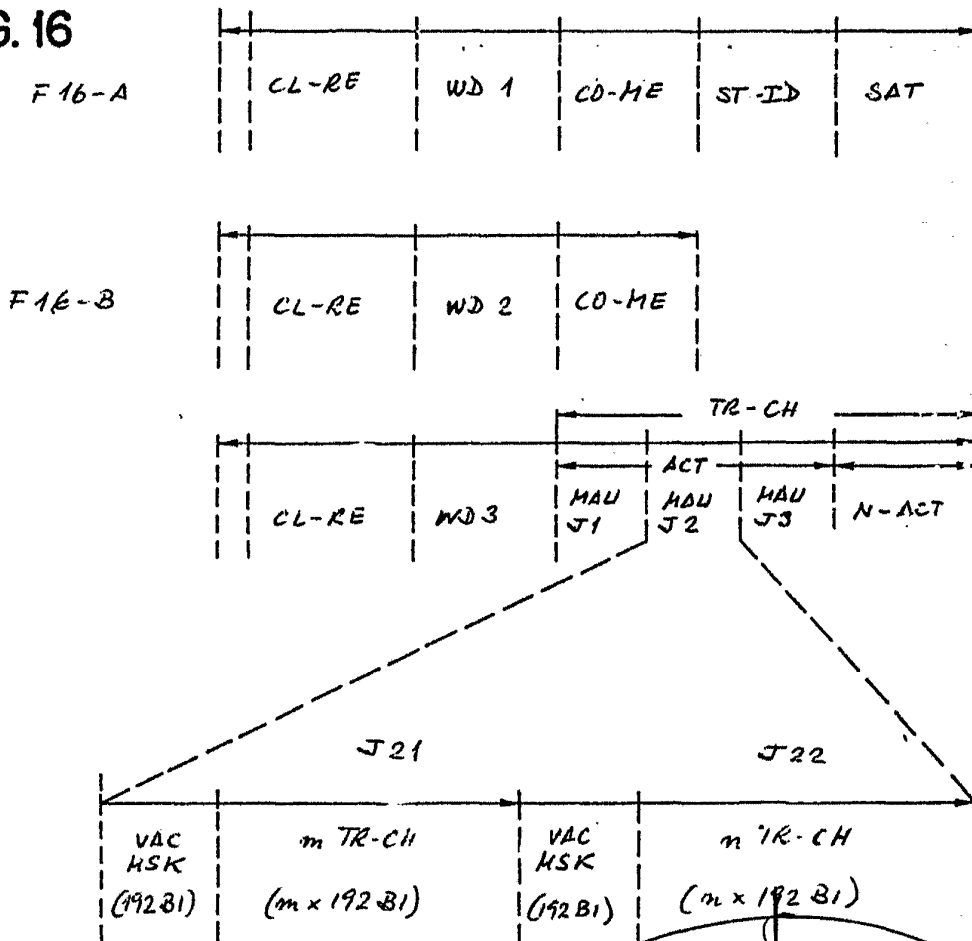 G. 16
F 16-A CL-RE WD 1 CO-ME ST-ID SAT
F 16-B CL-RE WD 2 CO-ME
TR-CH
ACT
CL-RE WD 3 MAU J1 MAU J2 MAU J3 N-ACT
J 21 J 22
VAC MSK m TR-CH VAC MSK n TR-CH
(192 BI) (m x 192 BI) (192 BI) (n x 192 BI)